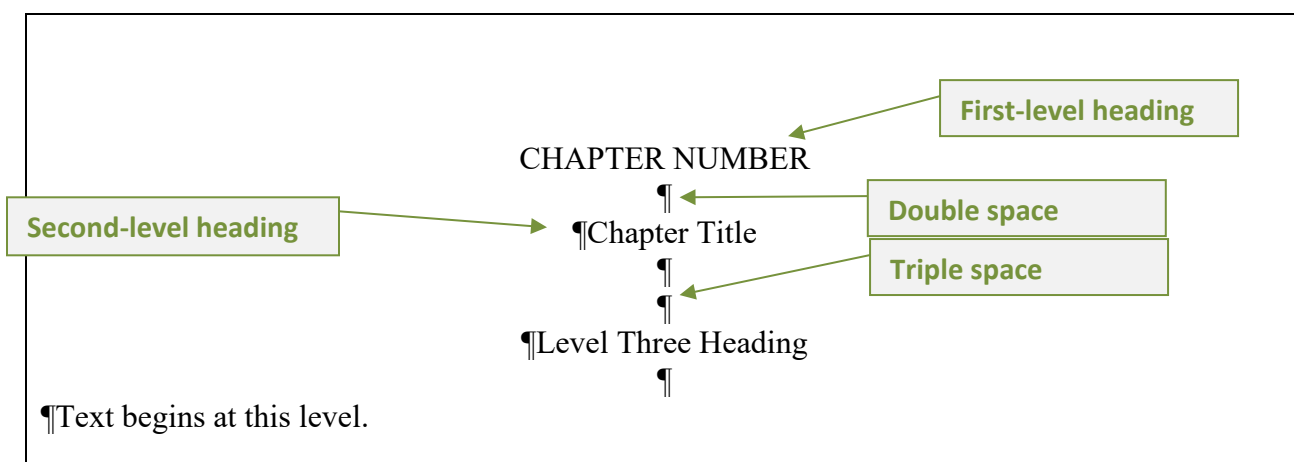 First-level heading
CHAPTER NUMBER
¶
Double space
Second-level heading
¶Chapter Title
¶
Triple space
¶
¶Level Three Heading
¶
¶Text begins at this level.